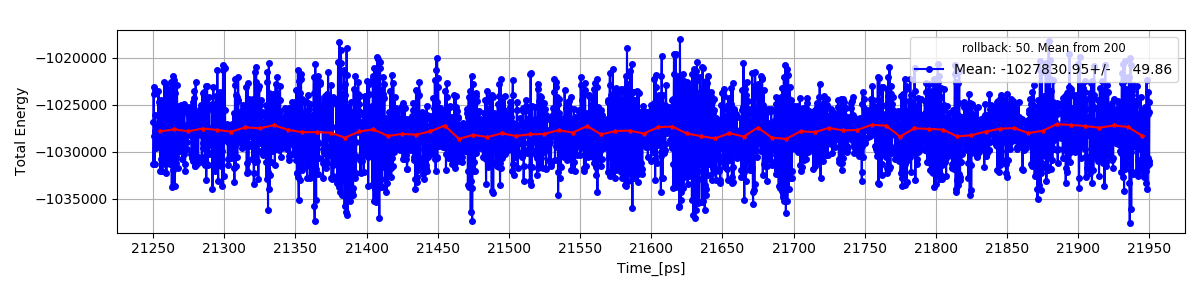 rollback: 50. Mean from 200
Mean: -1027830.95+/- 49.86
Total Energy
−1020000
−1025000
−1030000
−1035000
21250 21300 21350 21400 21450 21500 21550 21600 21650 21700 21750 21800 21850 21900 21950
Time_[ps]